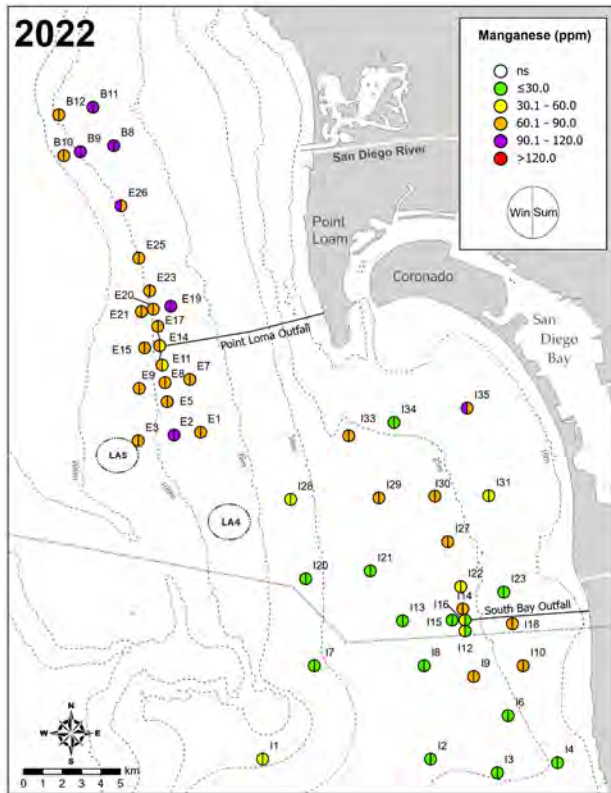 2022
Manganese (ppm)
ns
≤30.0
30.1 - 60.0
60.1 - 90.0
90.1 - 120.0
>120.0
Win Sum
B11
B12
B8
B9
B10
San Diego River
E26
Point
Loam
Coronado
San
Diego
Bay
E25
E23
E20
E19
E21
E17
E14
Point Loma Outfall
E15
E11
E9
E8
E7
E5
E3
E2
E1
LA5
LA4
I35
I34
I33
I28
I29
I30
I31
I27
I20
I21
I22
I23
I14
I16
I13
I15
South Bay Outfall
I18
I12
I7
I8
I9
I10
I6
I1
I2
I3
I4
N
W E
S
0 1 2 3 4 5 km